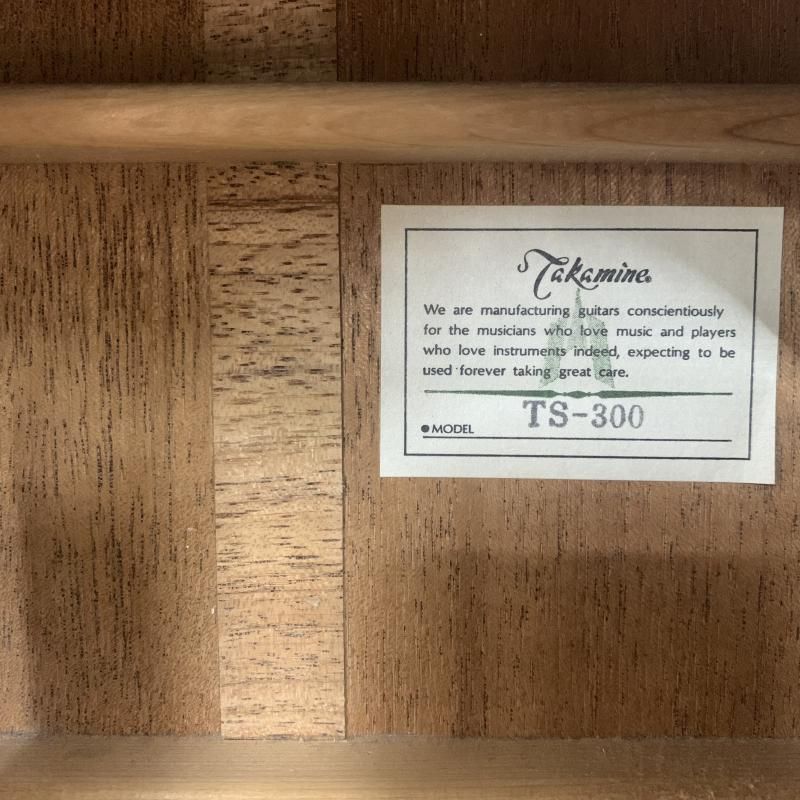 Takamine®
We are manufacturing guitars conscientiously
for the musicians who love music and players
who love instruments indeed, expecting to be
used forever taking great care.
TS-300
●MODEL